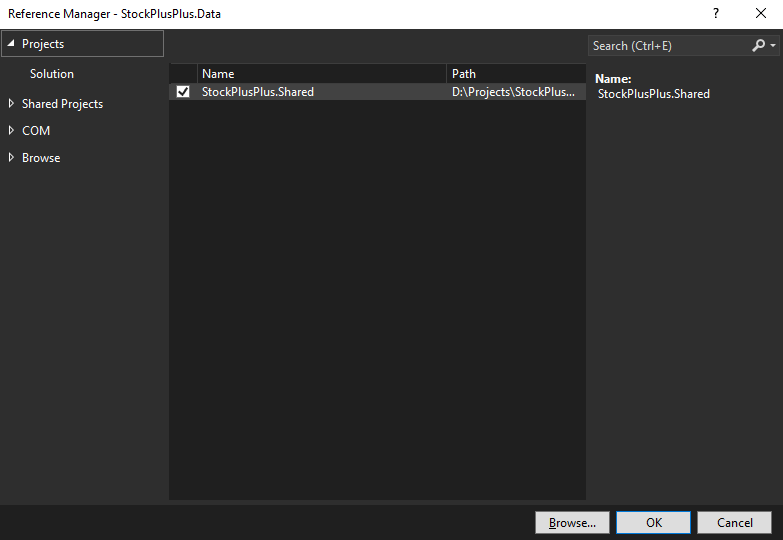 Reference Manager - StockPlusPlus.Data
?
Projects
Search (Ctrl+E)
Solution
Name
Path
Name:
StockPlusPlus.Shared
D:\Projects\StockPlus...
StockPlusPlus.Shared
Shared Projects
COM
Browse
Browse...
OK
Cancel